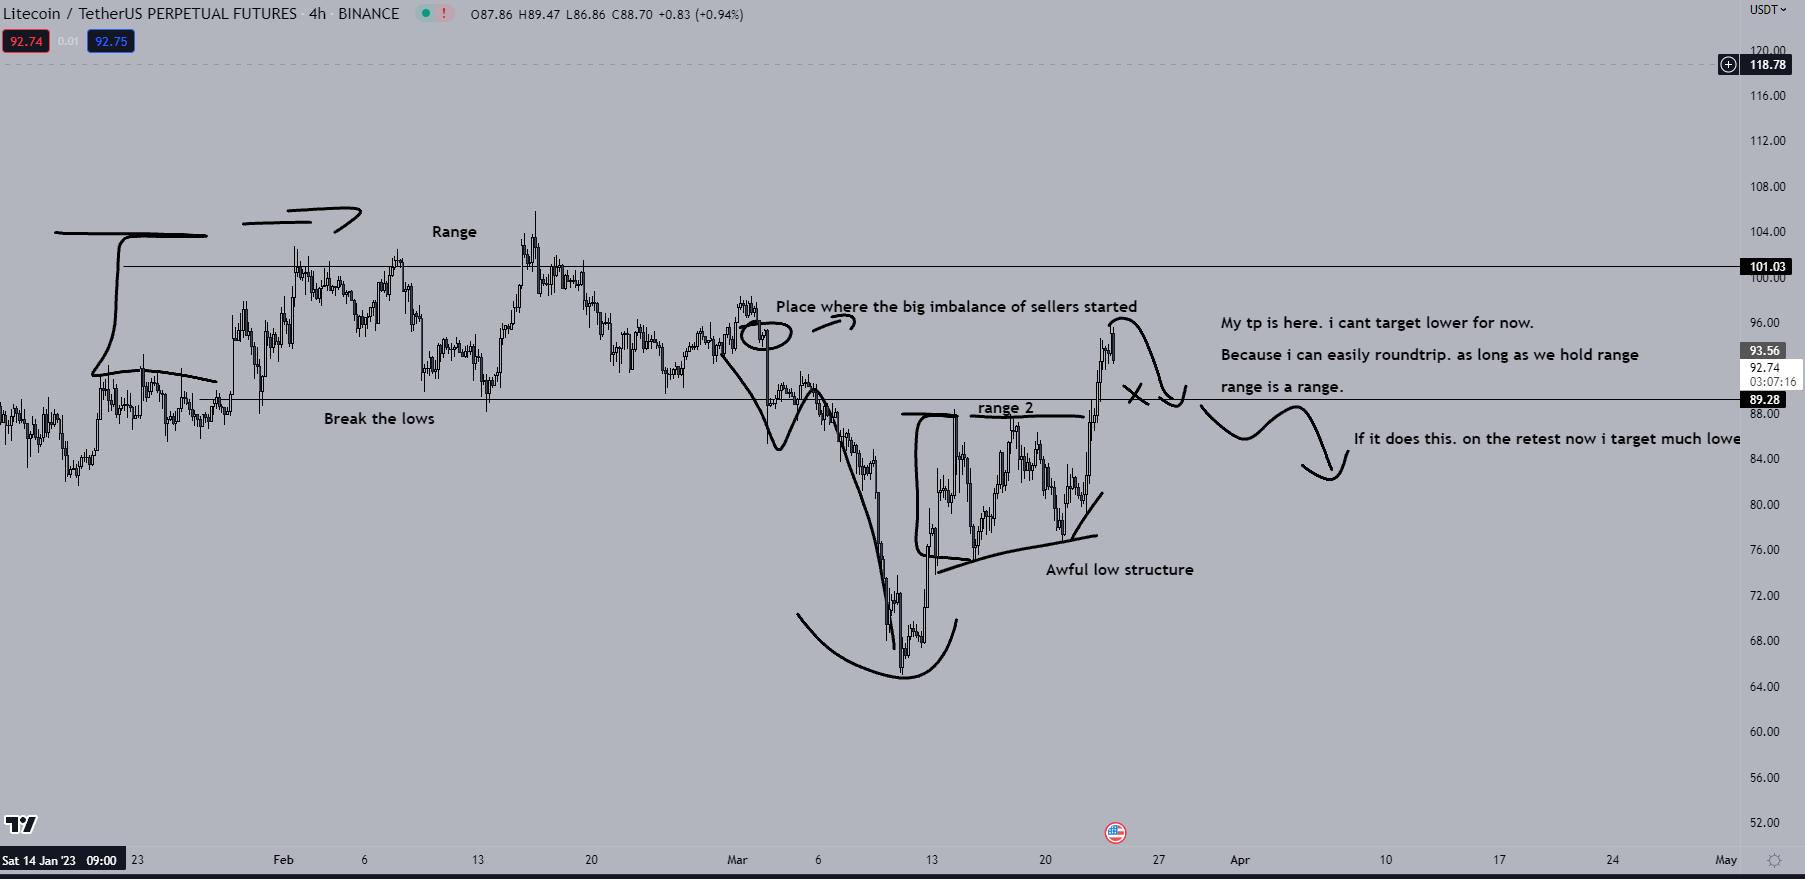 Litecoin / TetherUS PERPETUAL FUTURES · 4h · BINANCE ! O87.86 H89.47 L86.86 C88.70 +0.83 (+0.94%)
USDT
92.74 0.01 92.75
120.00
118.78
116.00
112.00
108.00
104.00
Range
101.03
100.00
Place where the big imbalance of sellers started
96.00
My tp is here. i cant target lower for now.
93.56
Because i can easily roundtrip. as long as we hold range
92.74
03:07:16
range is a range.
89.28
range 2
88.00
Break the lows
If it does this. on the retest now i target much lowe
84.00
80.00
76.00
Awful low structure
72.00
68.00
64.00
60.00
56.00
52.00
Sat 14 Jan '23 09:00 23 Feb 6 13 20 Mar 6 13 20 27 Apr 10 17 24 May